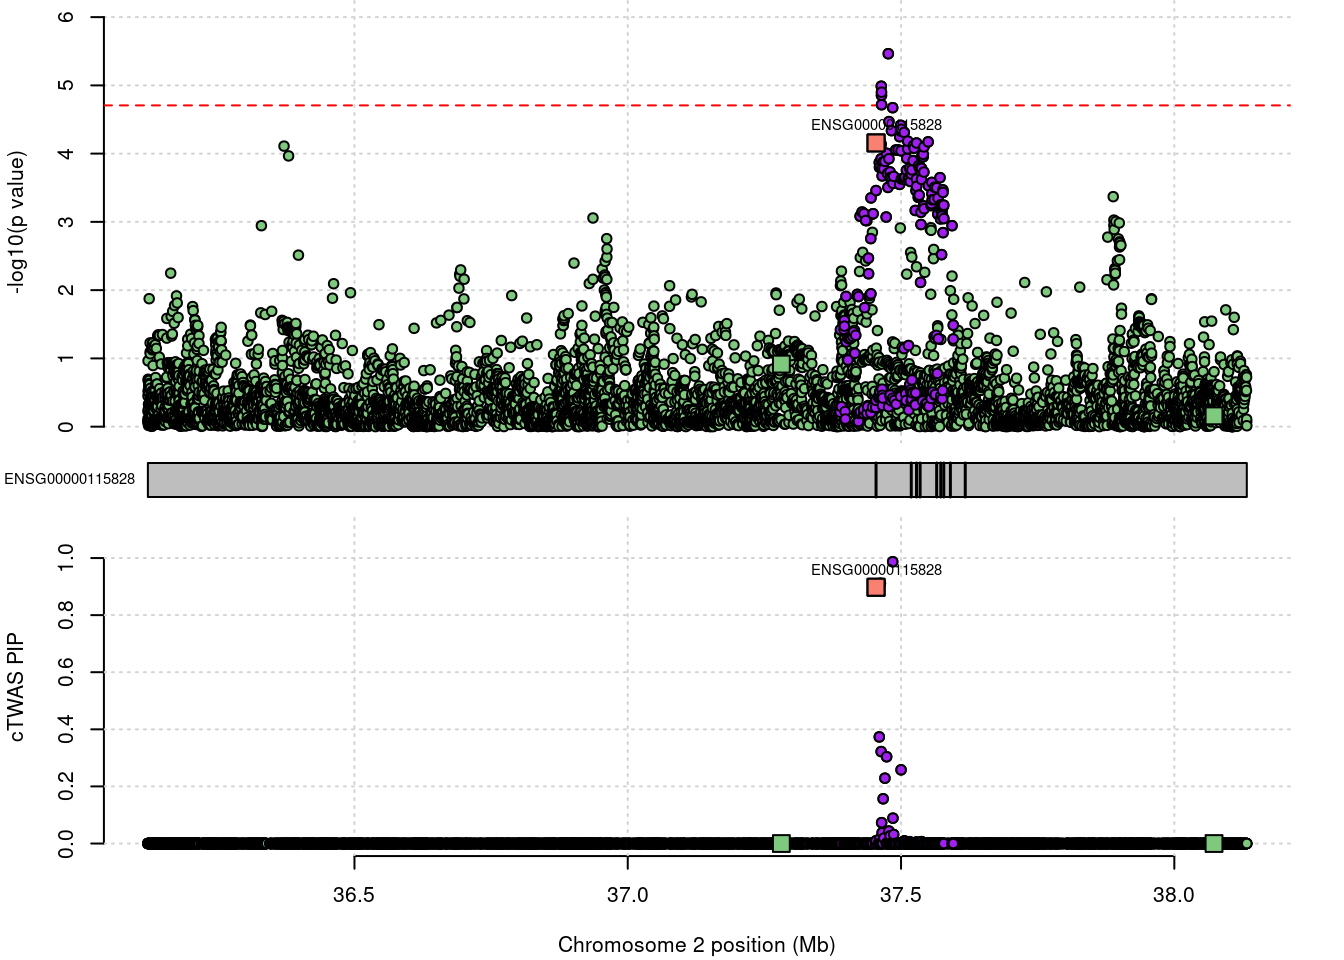 6
5
4
3
2
1
0
-log10(p value)
ENSG00000115828
ENSG00000115828
1.0
0.8
0.6
0.4
0.2
0.0
cTWAS PIP
ENSG00000115828
36.5 37.0 37.5 38.0
Chromosome 2 position (Mb)